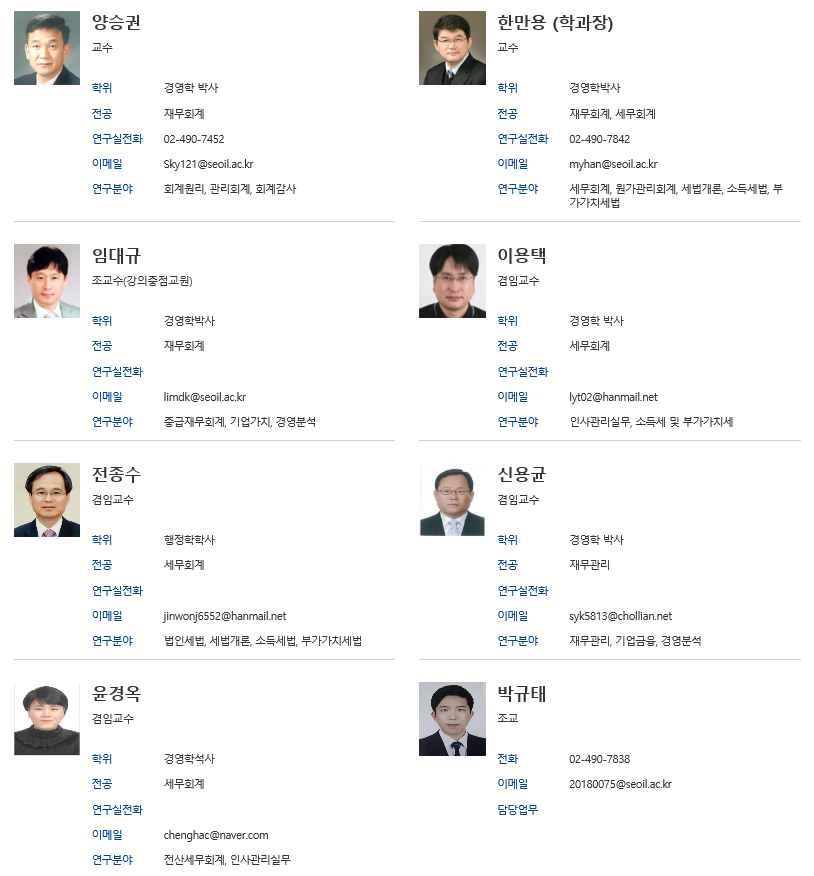 양승권
교수
학위 경영학 박사
전공 재무회계
연구실전화 02-490-7452
이메일 Sky121@seoil.ac.kr
연구분야 회계원리, 관리회계, 회계감사
한만용 (학과장)
교수
학위 경영학박사
전공 재무회계, 세무회계
연구실전화 02-490-7842
이메일 myhan@seoil.ac.kr
연구분야 세무회계, 원가관리회계, 세법개론, 소득세법, 부
가가치세법
임대규
조교수(강의중점교원)
학위 경영학박사
전공 재무회계
연구실전화
이메일 limdk@seoil.ac.kr
연구분야 중급재무회계, 기업가치, 경영분석
이용택
겸임교수
학위 경영학 박사
전공 세무회계
연구실전화
이메일 lyt02@hanmail.net
연구분야 인사관리실무, 소득세 및 부가가치세
전종수
겸임교수
학위 행정학학사
전공 세무회계
연구실전화
이메일 jinwonj6552@hanmail.net
연구분야 법인세법, 세법개론, 소득세법, 부가가치세법
신용균
겸임교수
학위 경영학 박사
전공 재무관리
연구실전화
이메일 syk5813@chollian.net
연구분야 재무관리, 기업금융, 경영분석
윤경옥
겸임교수
학위 경영학석사
전공 세무회계
연구실전화
이메일 chenghac@naver.com
연구분야 전산세무회계, 인사관리실무
박규태
조교
전화 02-490-7838
이메일 20180075@seoil.ac.kr
담당업무